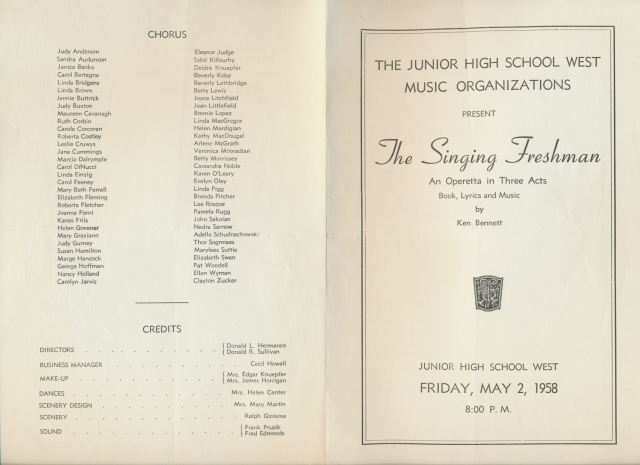 CHORUS
Judy Anderson
Sandra Audunson
Janice Banks
Carol Bertagna
Linda Bridgens
Linda Brown
Jennie Buttrick
Judy Buxton
Maureen Cavanagh
Ruth Corbin
Carole Corcoran
Roberta Costley
Leslie Cruwys
Jane Cummings
Marcia Dalrymple
Carol DiNucci
Linda Einzig
Carol Feeney
Mary Beth Ferrell
Elizabeth Fleming
Roberta Fletcher
Joanne Forni
Karen Friis
Helen Govenar
Mary Graziano
Judy Gurney
Susan Hamilton
Marge Hancock
George Hoffman
Nancy Holland
Carolyn Jarvis
Eleanor Judge
Sybil Killourhy
Deidre Knuepfer
Beverly Koby
Beverly Lethbridge
Betty Lewis
Joyce Litchfield
Jean Littlefield
Bonnie Lopez
Linda MacGregor
Helen Mardigian
Kathy MacDougal
Arlene McGrath
Veronica Mooradian
Betty Morrissey
Cassandra Noble
Karen O'Leary
Evelyn Oley
Linda Pigg
Brenda Pitcher
Lee Roscoe
Pamela Rugg
John Sakoian
Nedra Sarnow
Adelle Schudnachowski
Thor Sognnaes
Marylees Suttie
Elizabeth Swan
Pat Woodell
Ellen Wyman
Clayton Zucker
CREDITS
DIRECTORS . . . . . . . . . . . { Donald L. Hermance
{ Donald R. Sullivan
BUSINESS MANAGER . . . . . . . . . . Cecil Howell
MAKE-UP . . . . . . . . . . . { Mrs. Edgar Knuepfer
{ Mrs. James Horrigan
DANCES . . . . . . . . . . . Mrs. Helen Center
SCENERY DESIGN . . . . . . . . . . Mrs. Mary Martin
SCENERY . . . . . . . . . . . Ralph Gioiosa
SOUND . . . . . . . . . . . { Frank Prusik
{ Fred Edmonds
THE JUNIOR HIGH SCHOOL WEST
MUSIC ORGANIZATIONS
PRESENT
The Singing Freshman
An Operetta in Three Acts
Book, Lyrics and Music
by
Ken Bennett
JUNIOR HIGH SCHOOL WEST
FRIDAY, MAY 2, 1958
8:00 P. M.